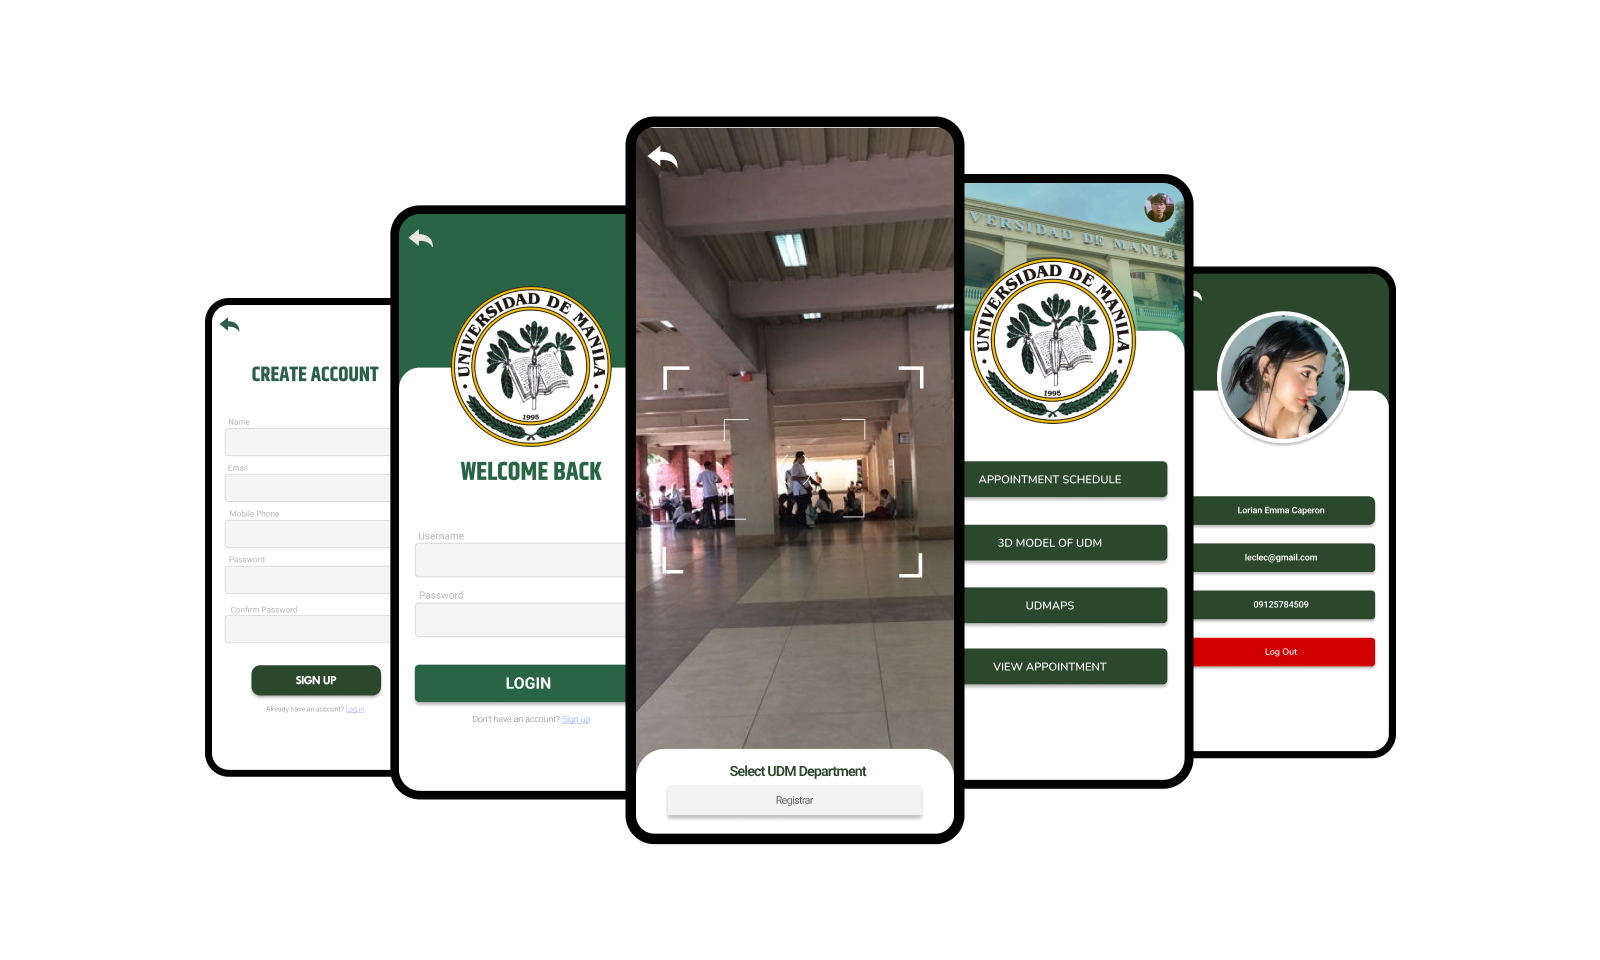 CREATE ACCOUNT
Name
Email
Mobile Phone
Password
Confirm Password
SIGN UP
Already have an account? Log in
UNIVERSIDAD DE MANILA
1995
WELCOME BACK
Username
Password
LOGIN
Don't have an account? Sign up
Select UDM Department
Registrar
VERSIDAD DE MANILA
UNIVERSIDAD DE MANILA
1995
APPOINTMENT SCHEDULE
3D MODEL OF UDM
UDMAPS
VIEW APPOINTMENT
Lorian Emma Caperon
leclec@gmail.com
09125784509
Log Out